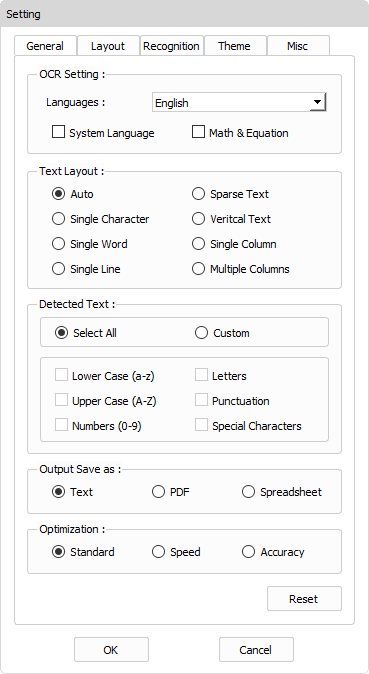 Setting
General Layout Recognition Theme Misc
OCR Setting :
Languages : English
System Language Math & Equation
Text Layout :
Auto Sparse Text
Single Character Veritcal Text
Single Word Single Column
Single Line Multiple Columns
Detected Text :
Select All Custom
Lower Case (a-z) Letters
Upper Case (A-Z) Punctuation
Numbers (0-9) Special Characters
Output Save as :
Text PDF Spreadsheet
Optimization :
Standard Speed Accuracy
Reset
OK Cancel